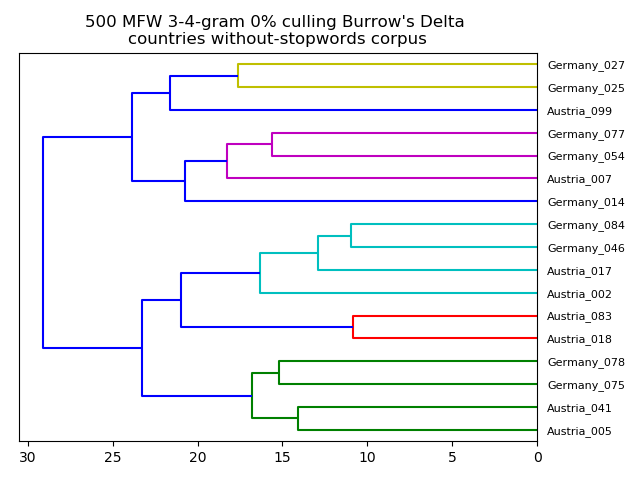 500 MFW 3-4-gram 0% culling Burrow's Delta
countries without-stopwords corpus
Germany_027
Germany_025
Austria_099
Germany_077
Germany_054
Austria_007
Germany_014
Germany_084
Germany_046
Austria_017
Austria_002
Austria_083
Austria_018
Germany_078
Germany_075
Austria_041
Austria_005
30 25 20 15 10 5 0